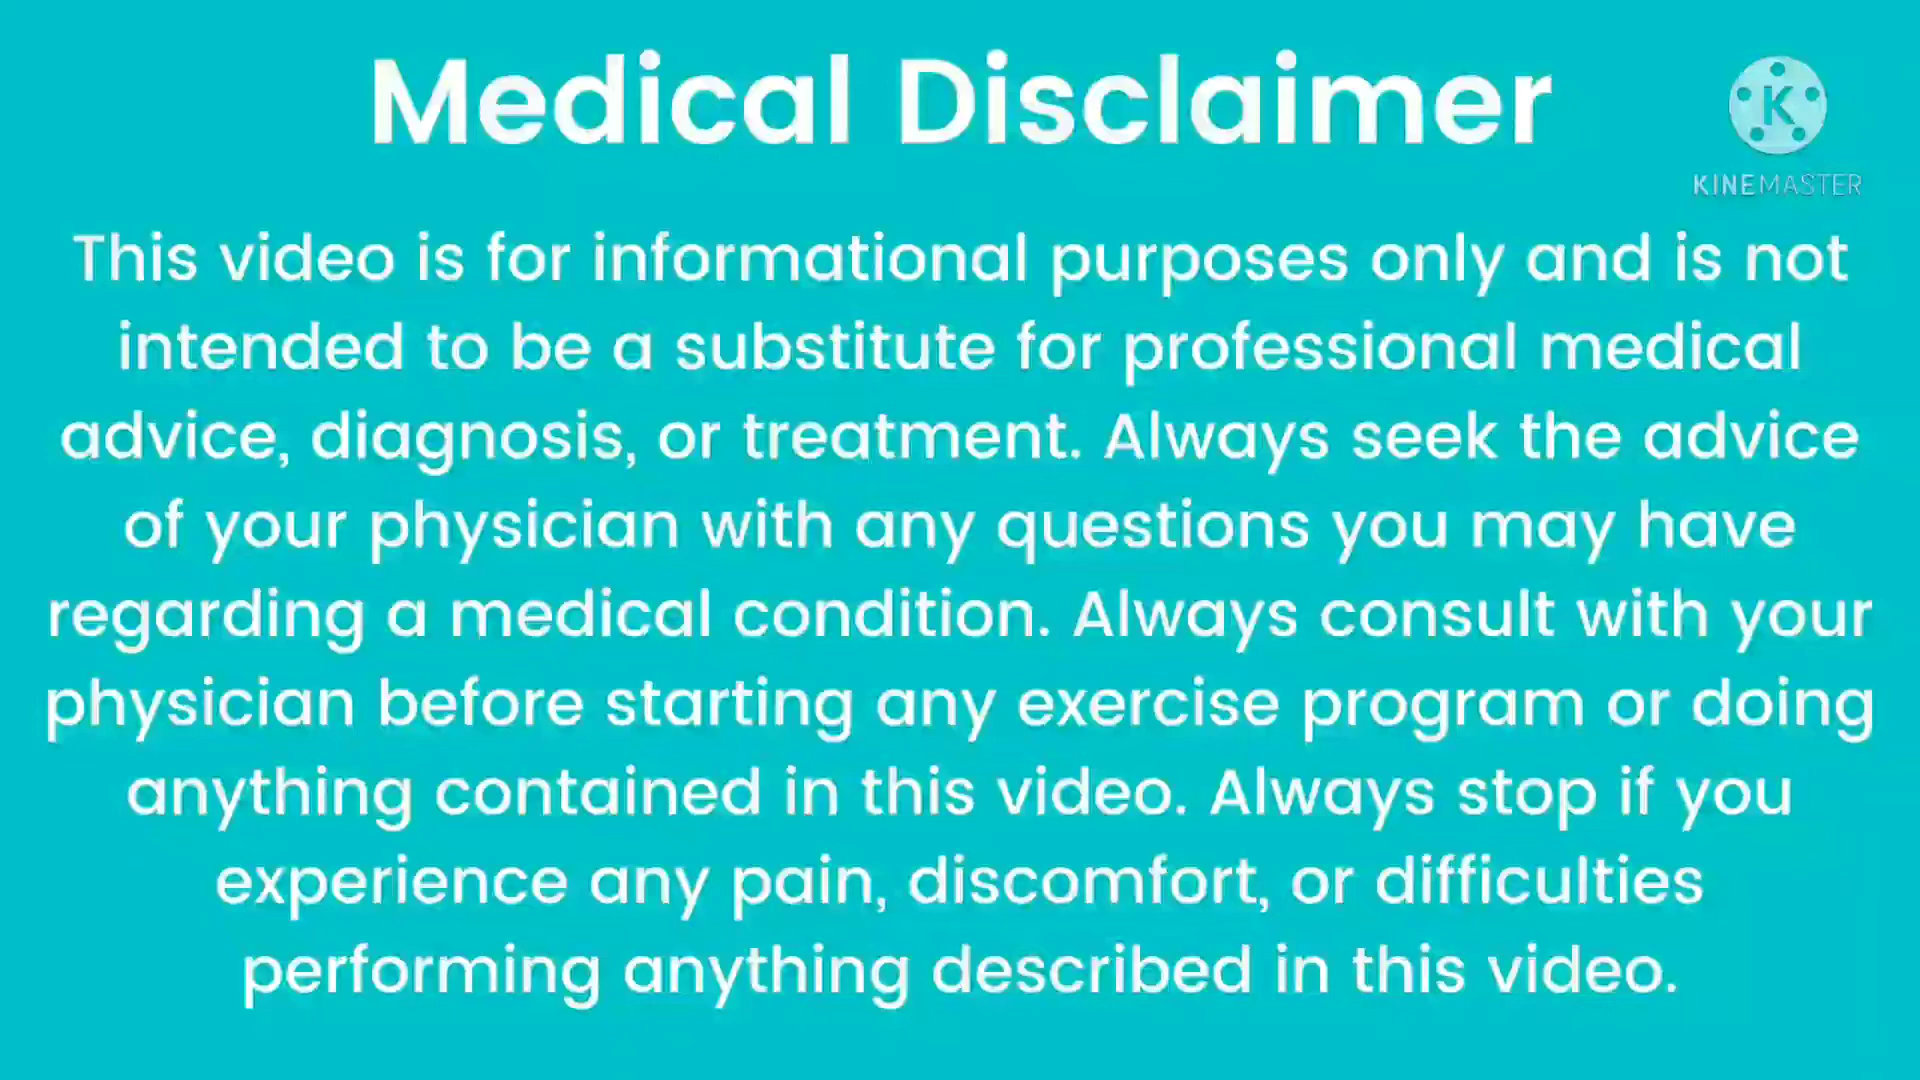 Medical Disclaimer
K
KINEMASTER
This video is for informational purposes only and is not
intended to be a substitute for professional medical
advice, diagnosis, or treatment. Always seek the advice
of your physician with any questions you may have
regarding a medical condition. Always consult with your
physician before starting any exercise program or doing
anything contained in this video. Always stop if you
experience any pain, discomfort, or difficulties
performing anything described in this video.